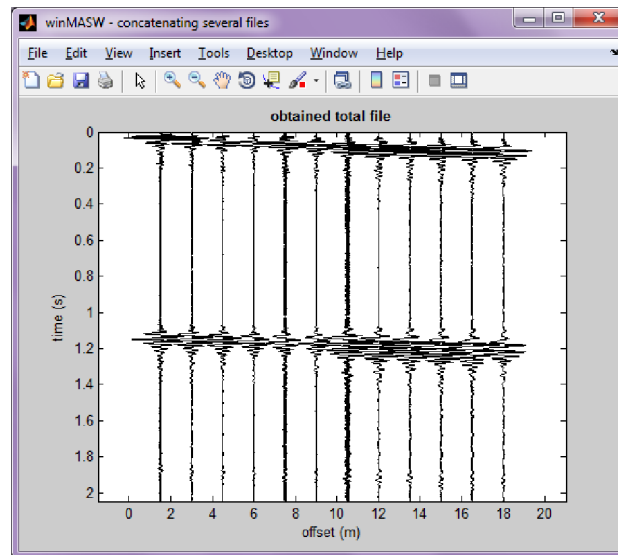 winMASW - concatenating several files
File Edit View Insert Tools Desktop Window Help
obtained total file
0
0.2
0.4
0.6
0.8
1
1.2
1.4
1.6
1.8
2
time (s)
0 2 4 6 8 10 12 14 16 18 20
offset (m)